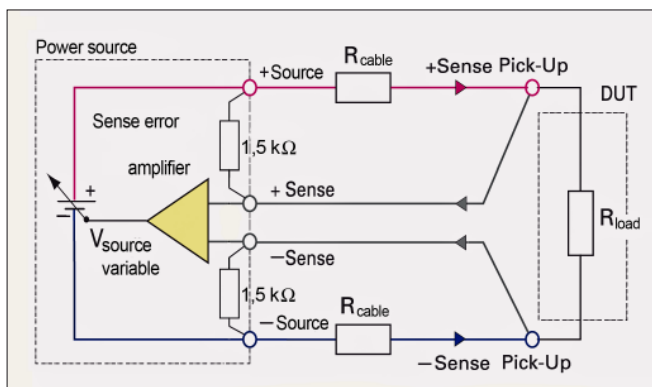 Power source
+Source
Rcable
+Sense Pick-Up
DUT
Sense error
amplifier
1,5 kΩ
+ Sense
+
−
Vsource
variable
Rload
−Sense
1,5 kΩ
− Source
Rcable
−Sense Pick-Up